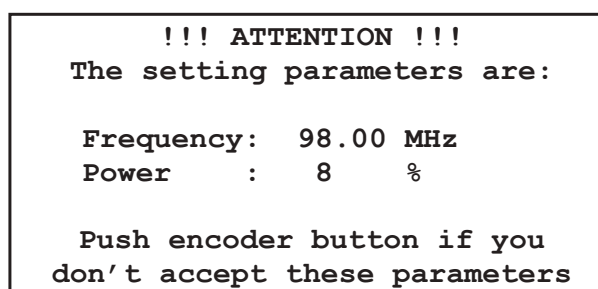 !!! ATTENTION !!!
The setting parameters are:
Frequency: 98.00 MHz
Power : 8 %
Push encoder button if you
don't accept these parameters